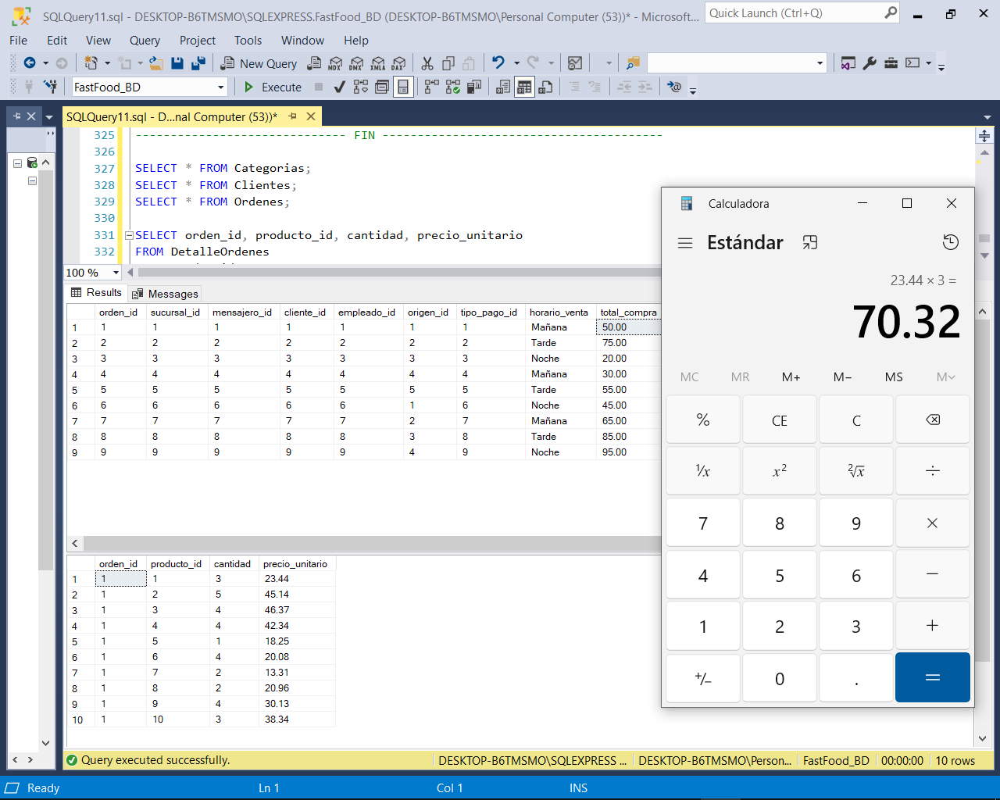 SQLQuery11.sql - DESKTOP-B6TMSMO\SQLEXPRESS.FastFood_BD (DESKTOP-B6TMSMO\Personal Computer (53))* - Microsoft...
Quick Launch (Ctrl+Q)
File Edit View Query Project Tools Window Help
New Query
MDX DMX XMLA DAX
FastFood_BD
Execute
SQLQuery11.sql - D...nal Computer (53))*
325 ------------------------------ FIN ----------------------------------------
326
327 SELECT * FROM Categorias;
328 SELECT * FROM Clientes;
329 SELECT * FROM Ordenes;
330
331 SELECT orden_id, producto_id, cantidad, precio_unitario
332 FROM DetalleOrdenes
100 %
Results Messages
orden_id sucursal_id mensajero_id cliente_id empleado_id origen_id tipo_pago_id horario_venta total_compra
1 1 1 1 1 1 1 1 Mañana 50.00
2 2 2 2 2 2 2 2 Tarde 75.00
3 3 3 3 3 3 3 3 Noche 20.00
4 4 4 4 4 4 4 4 Mañana 30.00
5 5 5 5 5 5 5 5 Tarde 55.00
6 6 6 6 6 6 1 6 Noche 45.00
7 7 7 7 7 7 2 7 Mañana 65.00
8 8 8 8 8 8 3 8 Tarde 85.00
9 9 9 9 9 9 4 9 Noche 95.00
orden_id producto_id cantidad precio_unitario
1 1 1 3 23.44
2 1 2 5 45.14
3 1 3 4 46.37
4 1 4 4 42.34
5 1 5 1 18.25
6 1 6 4 20.08
7 1 7 2 13.31
8 1 8 2 20.96
9 1 9 4 30.13
10 1 10 3 38.34
Calculadora
Estándar
23.44 × 3 =
70.32
MC MR M+ M− MS M
% CE C
¹/x x² ²√x ÷
7 8 9 ×
4 5 6 −
1 2 3 +
+/− 0 . =
Query executed successfully.
DESKTOP-B6TMSMO\SQLEXPRESS ... DESKTOP-B6TMSMO\Person... FastFood_BD 00:00:00 10 rows
Ready Ln 1 Col 1 INS